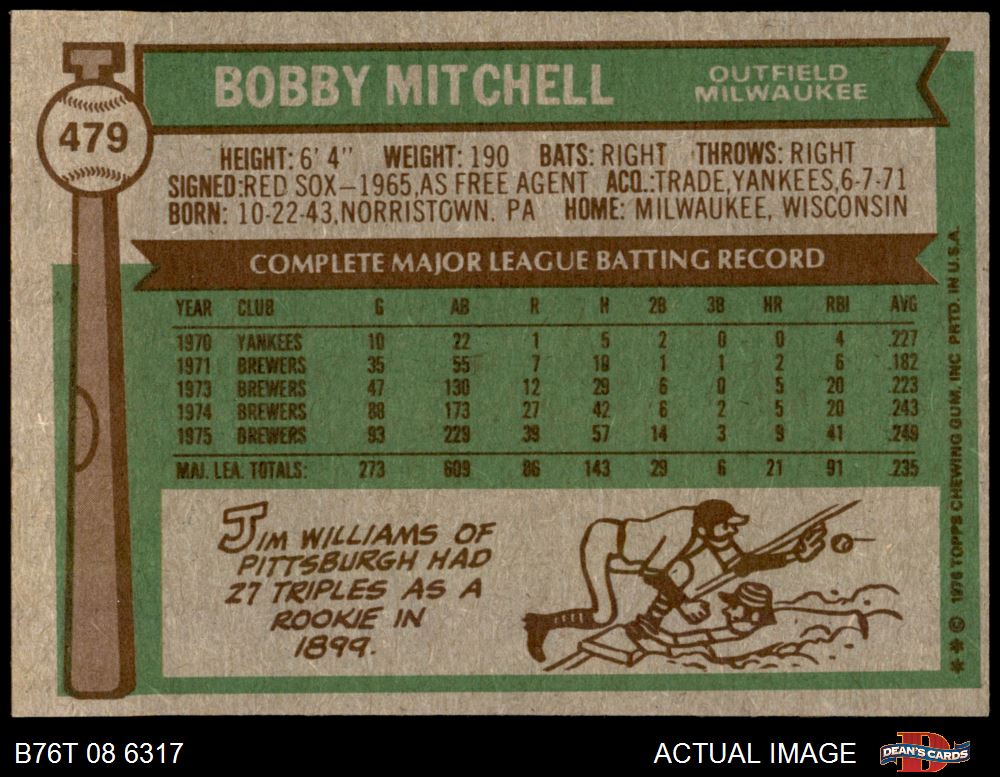 BOBBY MITCHELL
OUTFIELD
MILWAUKEE
479
HEIGHT: 6' 4" WEIGHT: 190 BATS: RIGHT THROWS: RIGHT
SIGNED: RED SOX—1965, AS FREE AGENT ACQ.: TRADE, YANKEES, 6-7-71
BORN: 10-22-43, NORRISTOWN. PA HOME: MILWAUKEE, WISCONSIN
COMPLETE MAJOR LEAGUE BATTING RECORD
YEAR CLUB G AB R H 2B 3B HR RBI AVG
1970 YANKEES 10 22 1 5 2 0 0 4 .227
1971 BREWERS 35 55 7 10 1 1 2 6 .182
1973 BREWERS 47 130 12 29 6 0 5 20 .223
1974 BREWERS 88 173 27 42 6 2 5 20 .243
1975 BREWERS 93 229 39 57 14 3 9 41 .249
MAJ. LEA. TOTALS: 273 609 86 143 29 6 21 91 .235
JIM WILLIAMS OF
PITTSBURGH HAD
27 TRIPLES AS A
ROOKIE IN
1899.
** © 1976 TOPPS CHEWING GUM, INC PRTD. IN U.S.A.
B76T 08 6317
ACTUAL IMAGE
DEAN'S CARDS